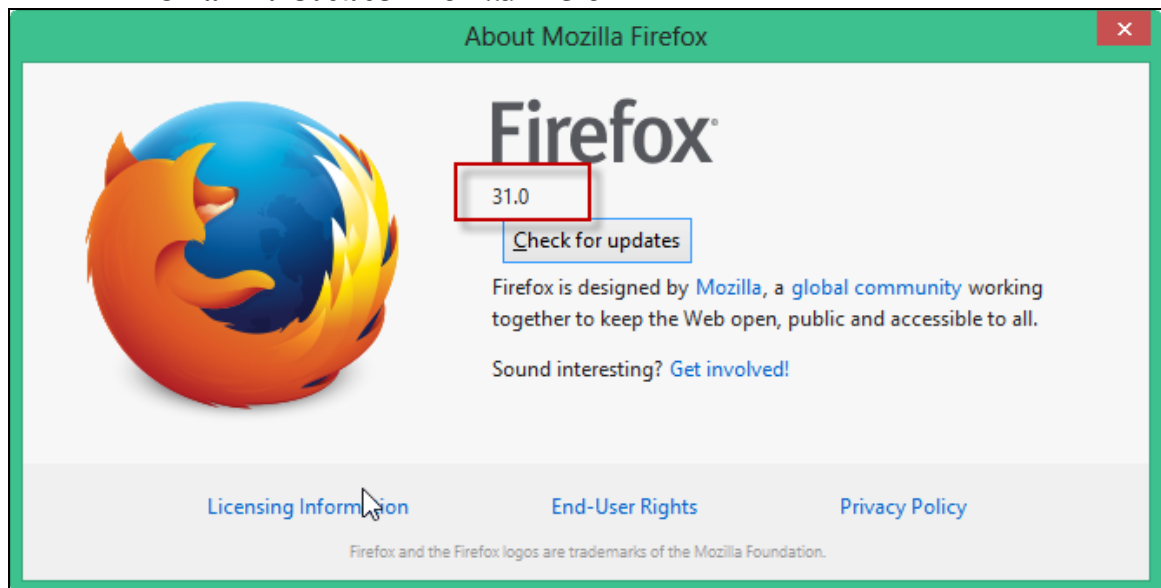 About Mozilla Firefox
Firefox
31.0
Check for updates
Firefox is designed by Mozilla, a global community working
together to keep the Web open, public and accessible to all.
Sound interesting? Get involved!
Licensing Information End-User Rights Privacy Policy
Firefox and the Firefox logos are trademarks of the Mozilla Foundation.